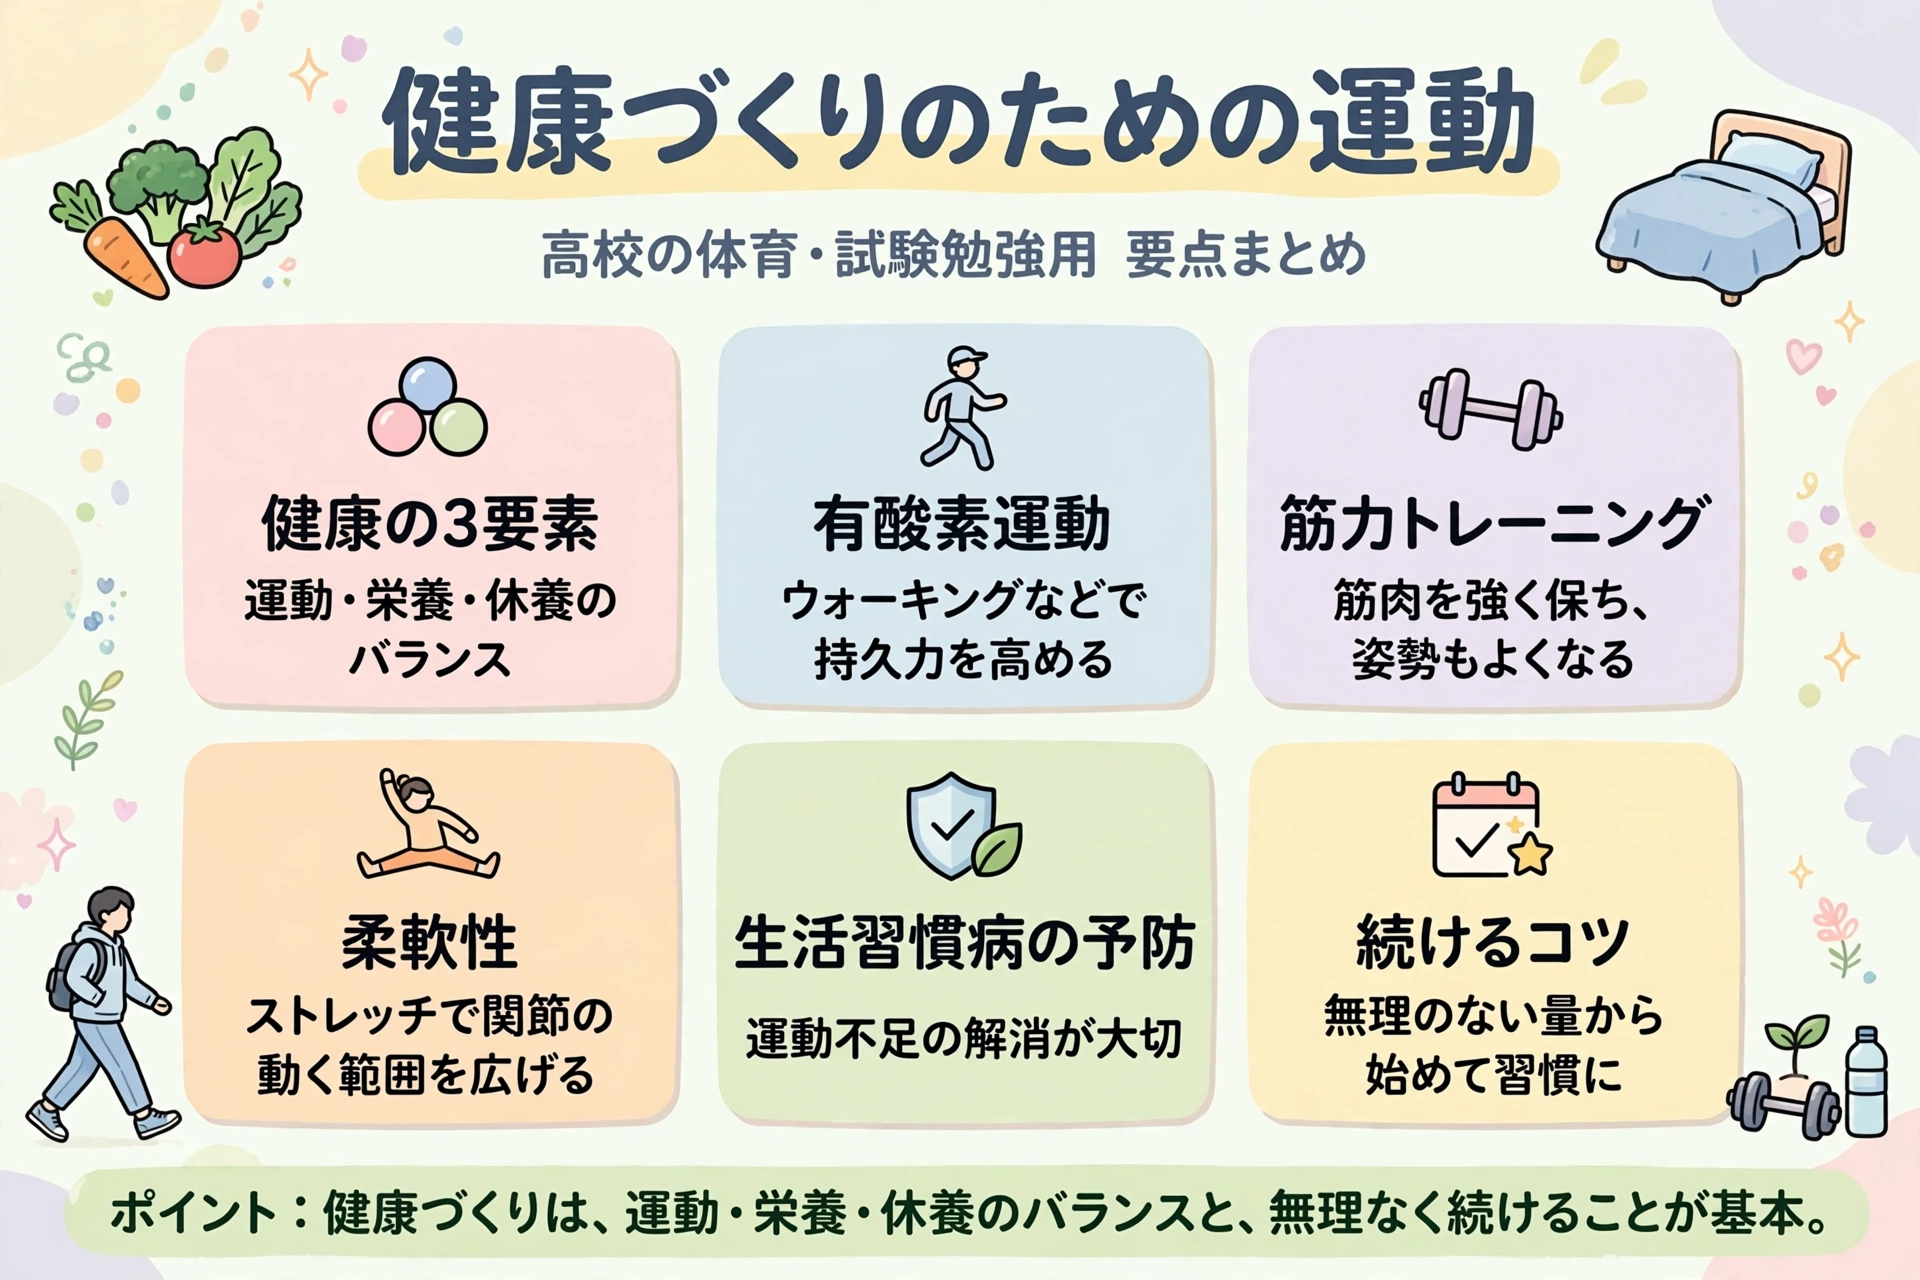 健康づくりのための運動
高校の体育・試験勉強用 要点まとめ
健康の3要素
運動・栄養・休養の
バランス
有酸素運動
ウォーキングなどで
持久力を高める
筋力トレーニング
筋肉を強く保ち、
姿勢もよくなる
柔軟性
ストレッチで関節の
動く範囲を広げる
生活習慣病の予防
運動不足の解消が大切
続けるコツ
無理のない量から
始めて習慣に
ポイント：健康づくりは、運動・栄養・休養のバランスと、無理なく続けることが基本。